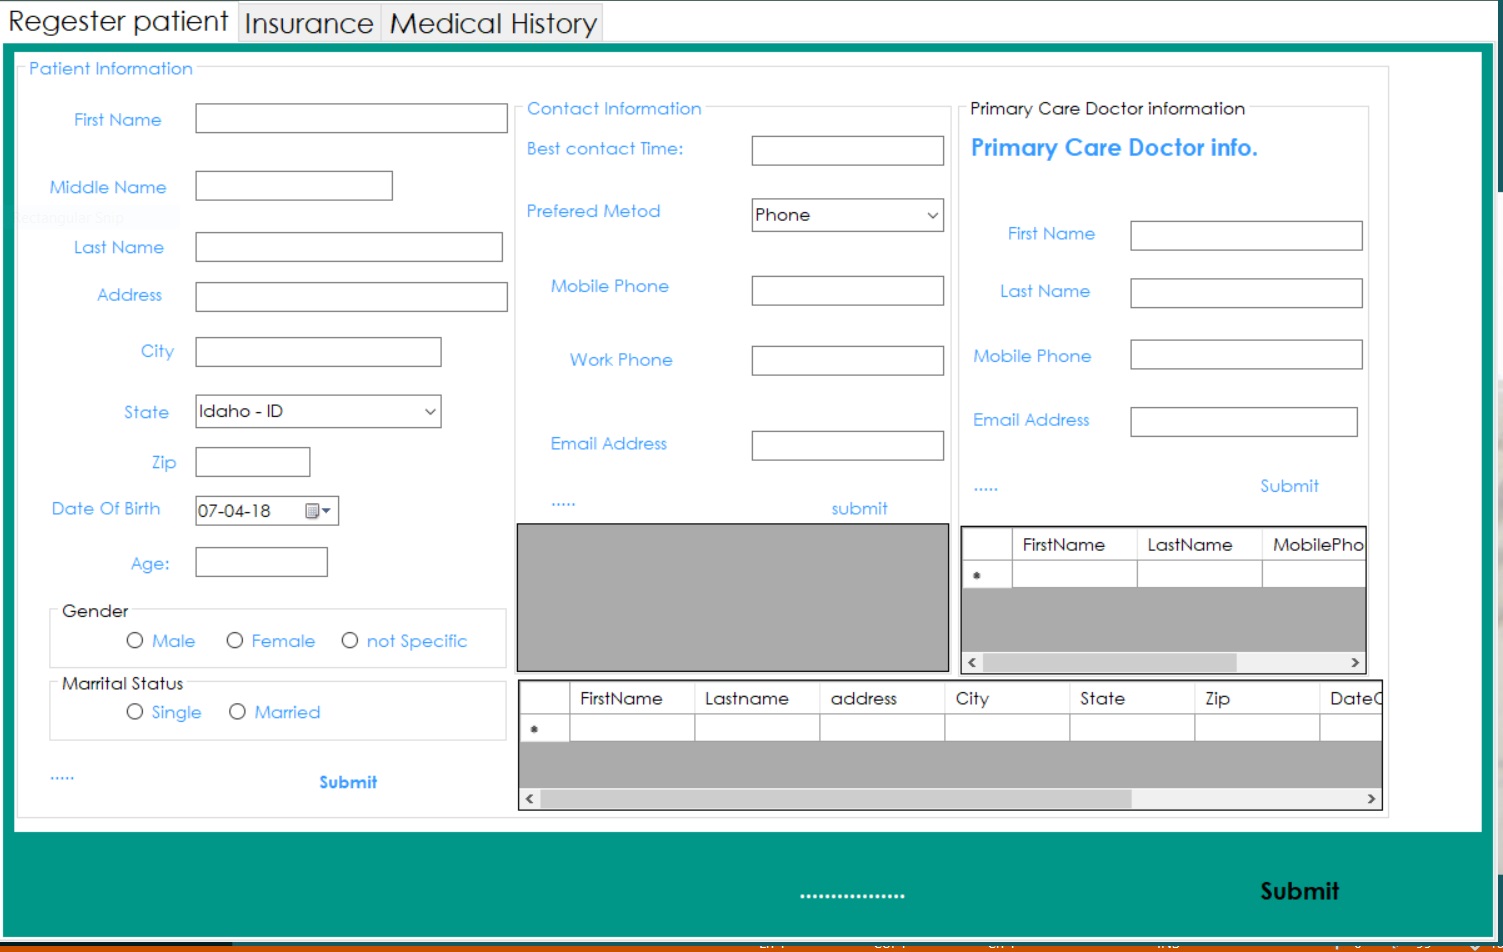 Regester patient
Insurance
Medical History
Patient Information
First Name
Middle Name
Rectangular Snip
Last Name
Address
City
State
Idaho - ID
Zip
Date Of Birth
07-04-18
Age:
Gender
Male
Female
not Specific
Marrital Status
Single
Married
.....
Submit
Contact Information
Best contact Time:
Prefered Metod
Phone
Mobile Phone
Work Phone
Email Address
.....
submit
Primary Care Doctor information
Primary Care Doctor info.
First Name
Last Name
Mobile Phone
Email Address
.....
Submit
FirstName LastName MobilePho
*
FirstName Lastname address City State Zip DateO
*
.................
Submit